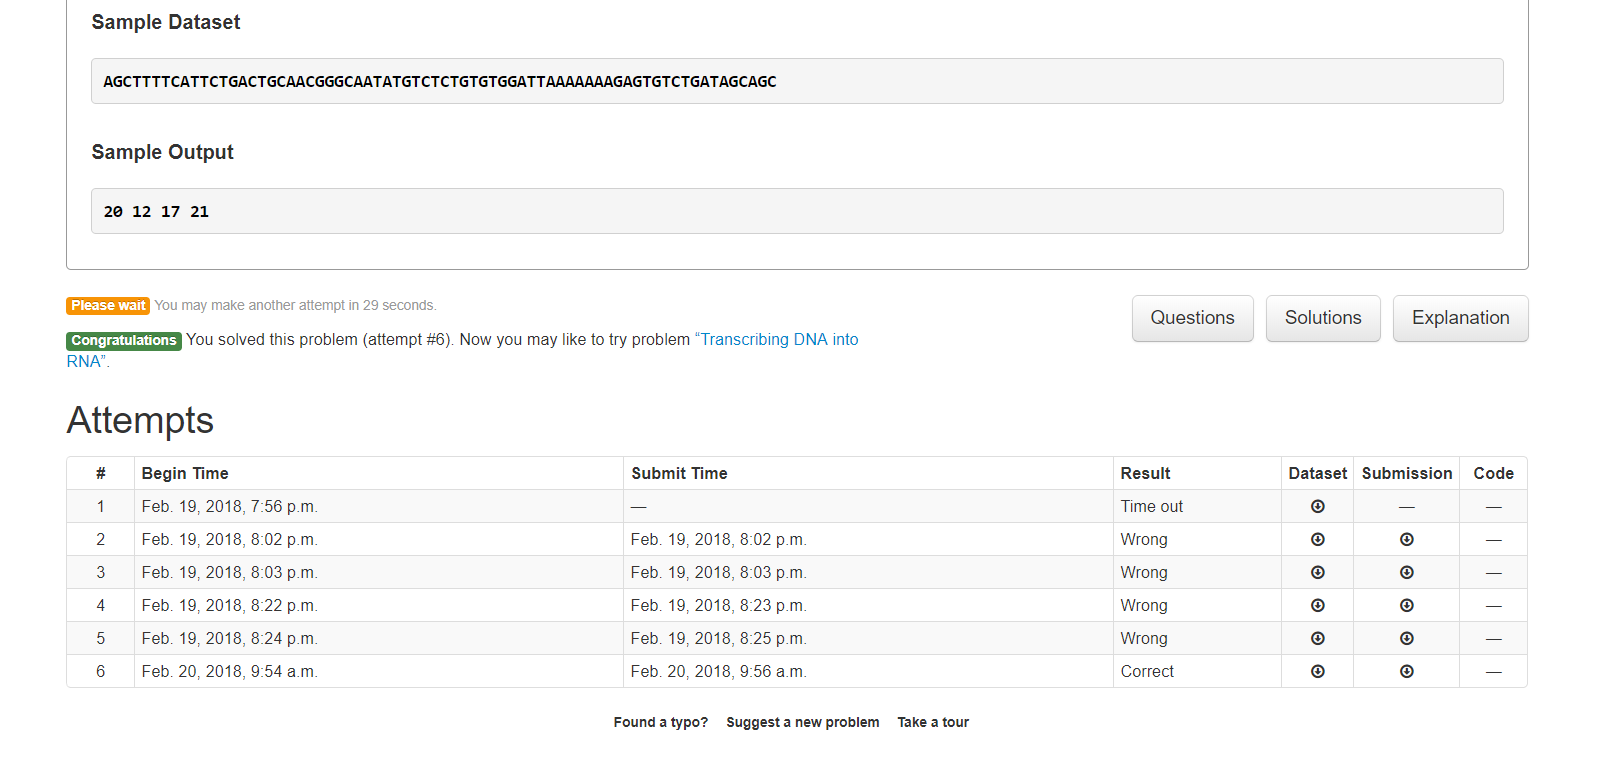 Sample Dataset
AGCTTTTCATTCTGACTGCAACGGGCAATATGTCTCTGTGTGGATTAAAAAAAGAGTGTCTGATAGCAGC
Sample Output
20 12 17 21
Please wait You may make another attempt in 29 seconds.
Questions Solutions Explanation
Congratulations You solved this problem (attempt #6). Now you may like to try problem “Transcribing DNA into
RNA”.
Attempts
# Begin Time Submit Time Result Dataset Submission Code
1 Feb. 19, 2018, 7:56 p.m. — Time out — —
2 Feb. 19, 2018, 8:02 p.m. Feb. 19, 2018, 8:02 p.m. Wrong —
3 Feb. 19, 2018, 8:03 p.m. Feb. 19, 2018, 8:03 p.m. Wrong —
4 Feb. 19, 2018, 8:22 p.m. Feb. 19, 2018, 8:23 p.m. Wrong —
5 Feb. 19, 2018, 8:24 p.m. Feb. 19, 2018, 8:25 p.m. Wrong —
6 Feb. 20, 2018, 9:54 a.m. Feb. 20, 2018, 9:56 a.m. Correct —
Found a typo? Suggest a new problem Take a tour